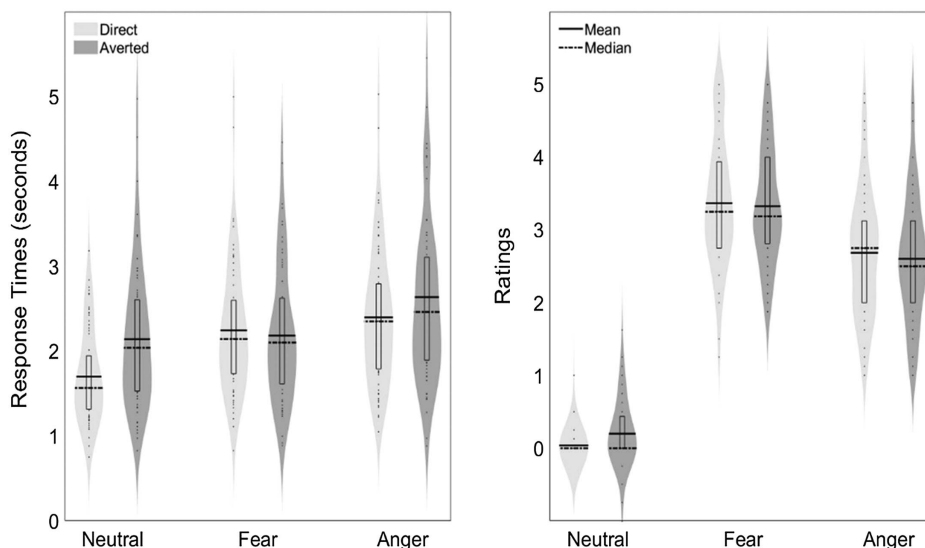 Direct
Averted
Response Times (seconds)
5
4
3
2
1
0
Neutral
Fear
Anger
Mean
Median
Ratings
5
4
3
2
1
0
Neutral
Fear
Anger